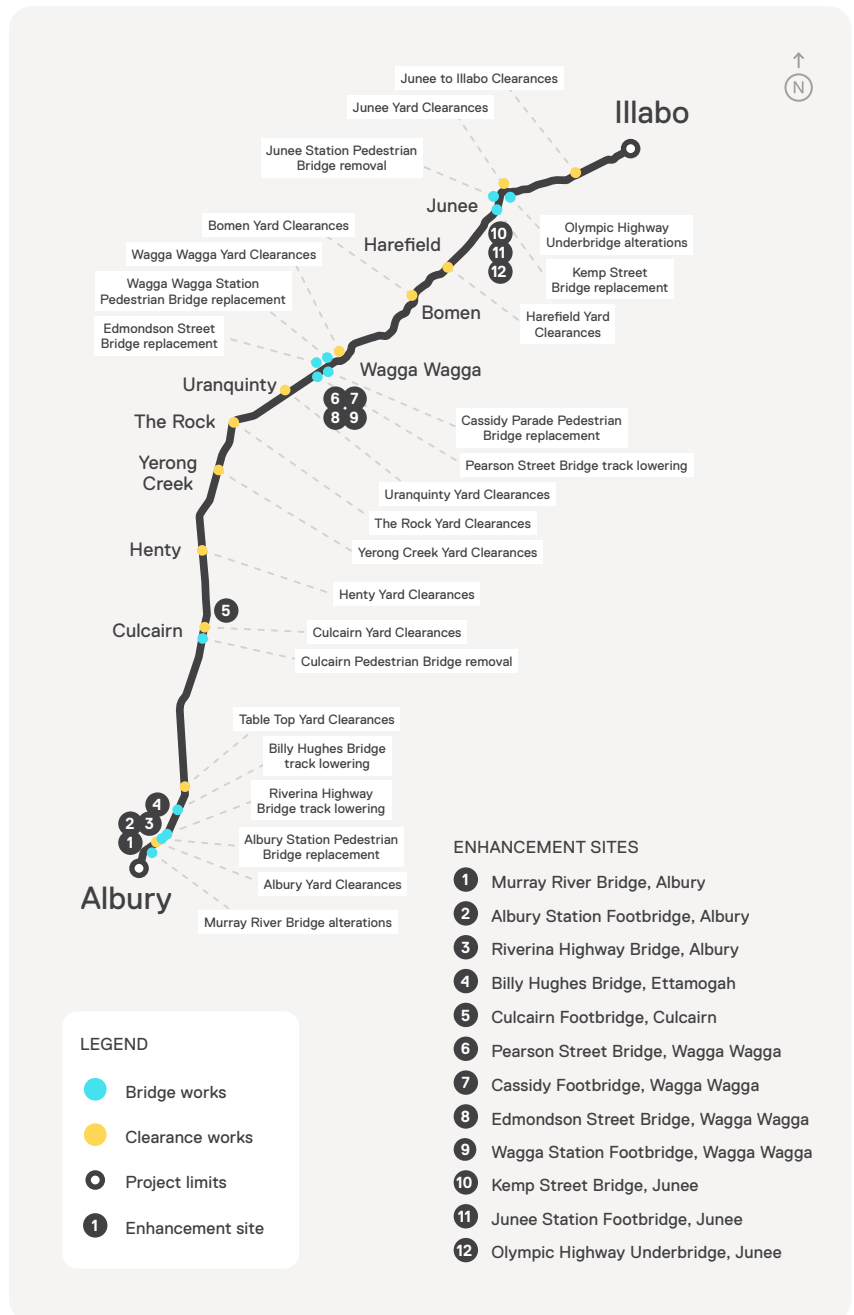 Junee to Illabo Clearances
N
Junee Yard Clearances
Illabo
Junee Station Pedestrian
Bridge removal
Junee
Bomen Yard Clearances
Olympic Highway
Underbridge alterations
Harefield
10
11
12
Wagga Wagga Yard Clearances
Kemp Street
Bridge replacement
Wagga Wagga Station
Pedestrian Bridge replacement
Bomen
Harefield Yard
Clearances
Edmondson Street
Bridge replacement
Wagga Wagga
Uranquinty
6 7
8 9
The Rock
Cassidy Parade Pedestrian
Bridge replacement
Yerong
Creek
Pearson Street Bridge track lowering
Uranquinty Yard Clearances
The Rock Yard Clearances
Henty
Yerong Creek Yard Clearances
Henty Yard Clearances
5
Culcairn
Culcairn Yard Clearances
Culcairn Pedestrian Bridge removal
Table Top Yard Clearances
Billy Hughes Bridge
track lowering
4
Riverina Highway
Bridge track lowering
2 3
1
Albury Station Pedestrian
Bridge replacement
Albury
Albury Yard Clearances
Murray River Bridge alterations
ENHANCEMENT SITES
1 Murray River Bridge, Albury
2 Albury Station Footbridge, Albury
3 Riverina Highway Bridge, Albury
4 Billy Hughes Bridge, Ettamogah
5 Culcairn Footbridge, Culcairn
6 Pearson Street Bridge, Wagga Wagga
7 Cassidy Footbridge, Wagga Wagga
8 Edmondson Street Bridge, Wagga Wagga
9 Wagga Station Footbridge, Wagga Wagga
10 Kemp Street Bridge, Junee
11 Junee Station Footbridge, Junee
12 Olympic Highway Underbridge, Junee
LEGEND
Bridge works
Clearance works
Project limits
1 Enhancement site